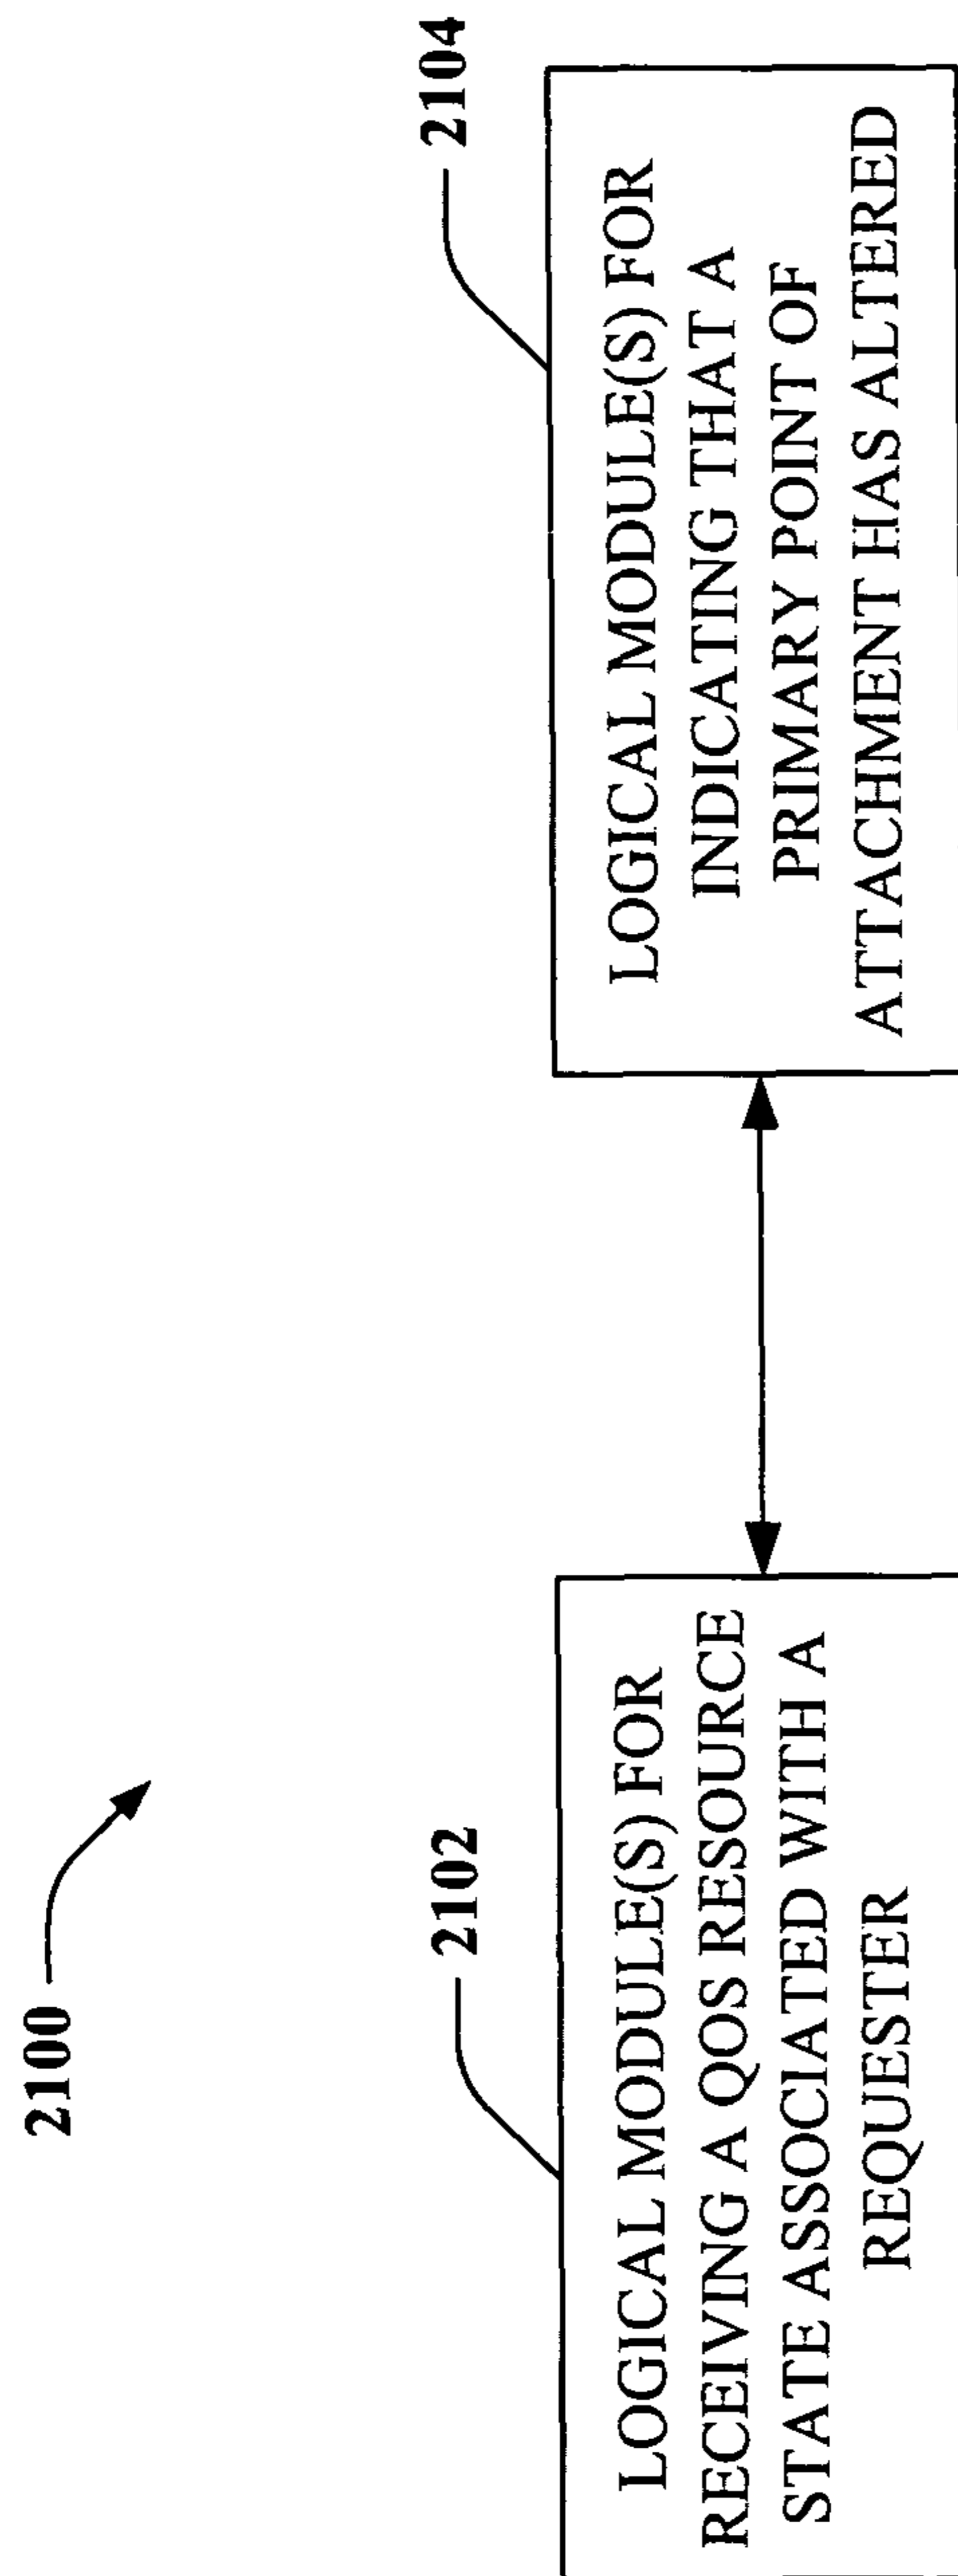 2100
2102
LOGICAL MODULE(S) FOR
RECEIVING A QOS RESOURCE
STATE ASSOCIATED WITH A
REQUESTER
2104
LOGICAL MODULE(S) FOR
INDICATING THAT A
PRIMARY POINT OF
ATTACHMENT HAS ALTERED